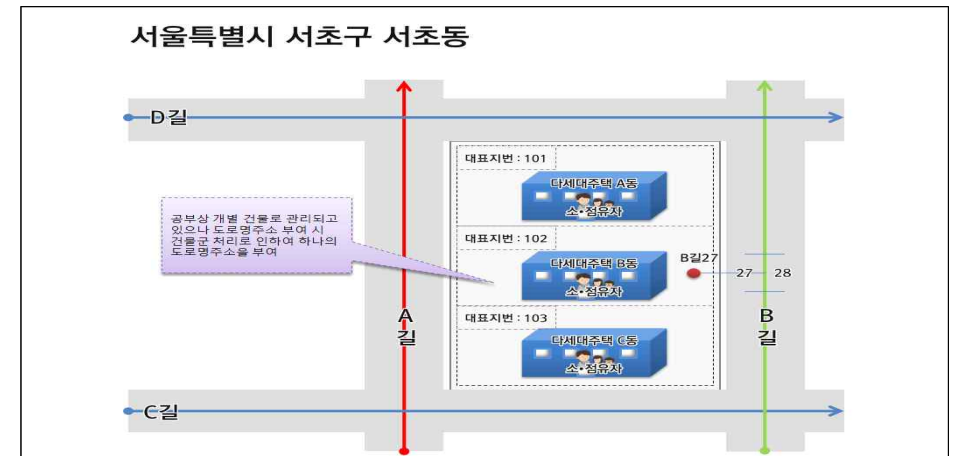 서울특별시 서초구 서초동
D길
대표지번 : 101
다세대주택 A동
소•점유자
공부상 개별 건물로 관리되고
있으나 도로명주소 부여 시
건물군 처리로 인하여 하나의
도로명주소을 부여
대표지번 : 102
다세대주택 B동
소•점유자
B길27
27
28
대표지번 : 103
다세대주택 C동
소•점유자
A
길
B
길
C길